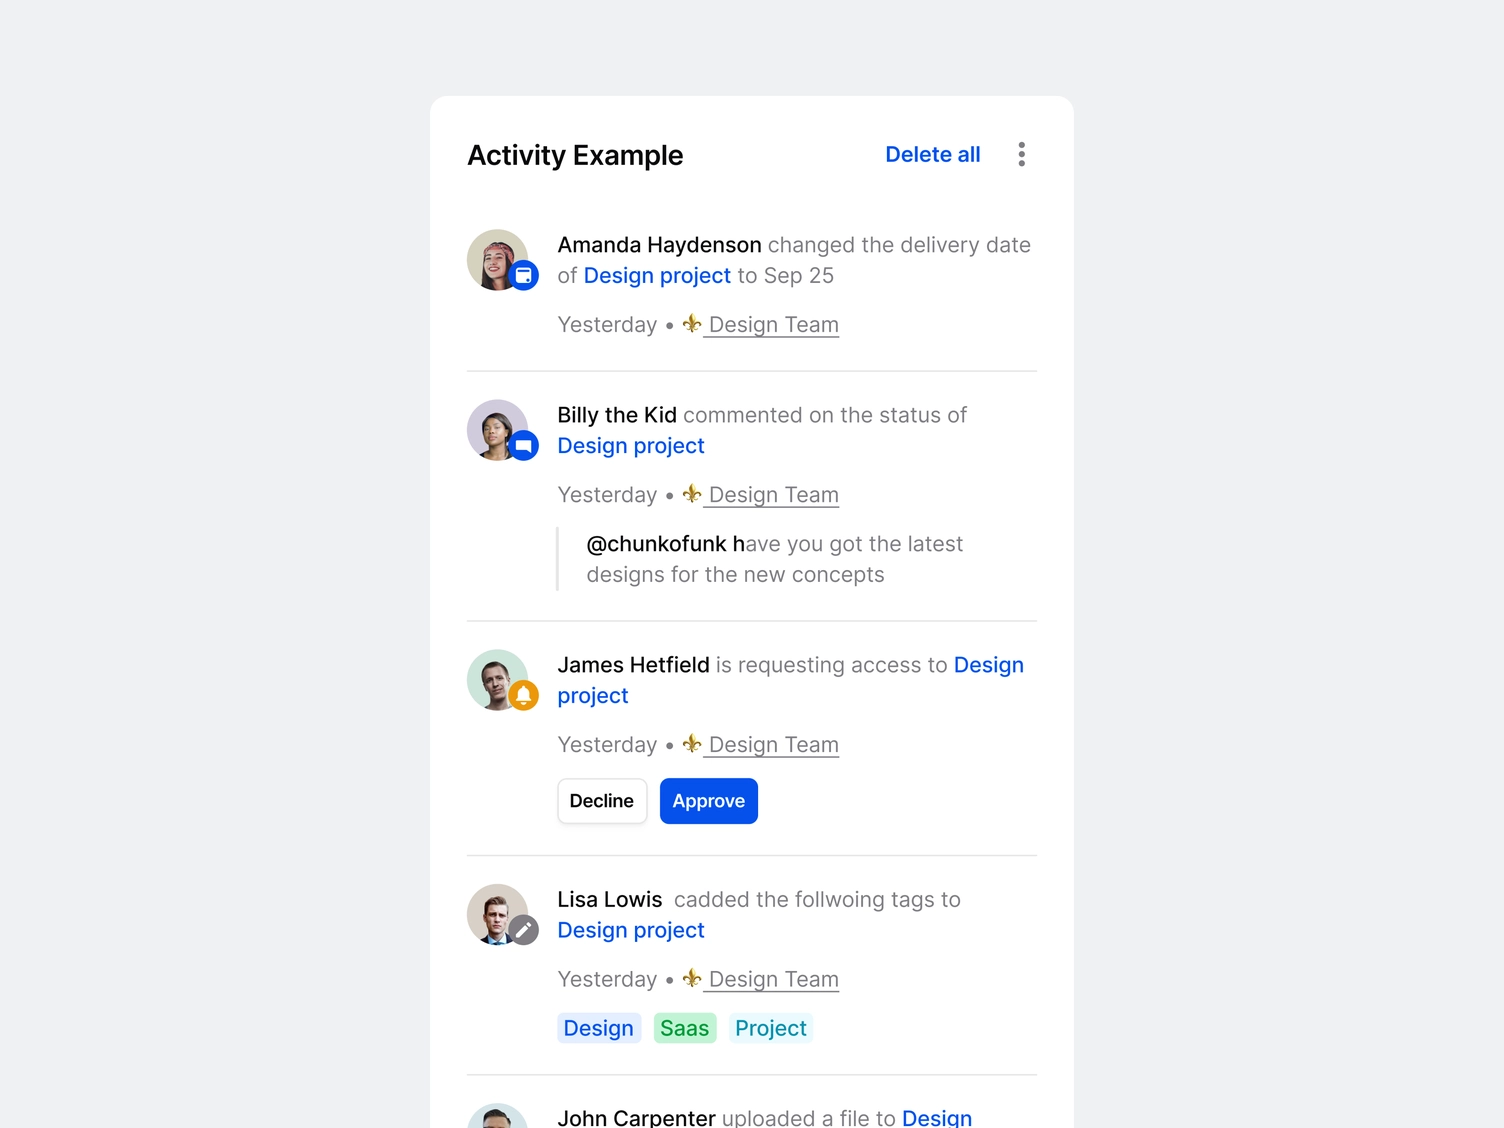 Activity Example
Delete all
Amanda Haydenson changed the delivery date
of Design project to Sep 25
Yesterday • ⚜ Design Team
Billy the Kid commented on the status of
Design project
Yesterday • ⚜ Design Team
@chunkofunk have you got the latest
designs for the new concepts
James Hetfield is requesting access to Design
project
Yesterday • ⚜ Design Team
Decline Approve
Lisa Lowis cadded the follwoing tags to
Design project
Yesterday • ⚜ Design Team
Design Saas Project
John Carpenter uploaded a file to Design